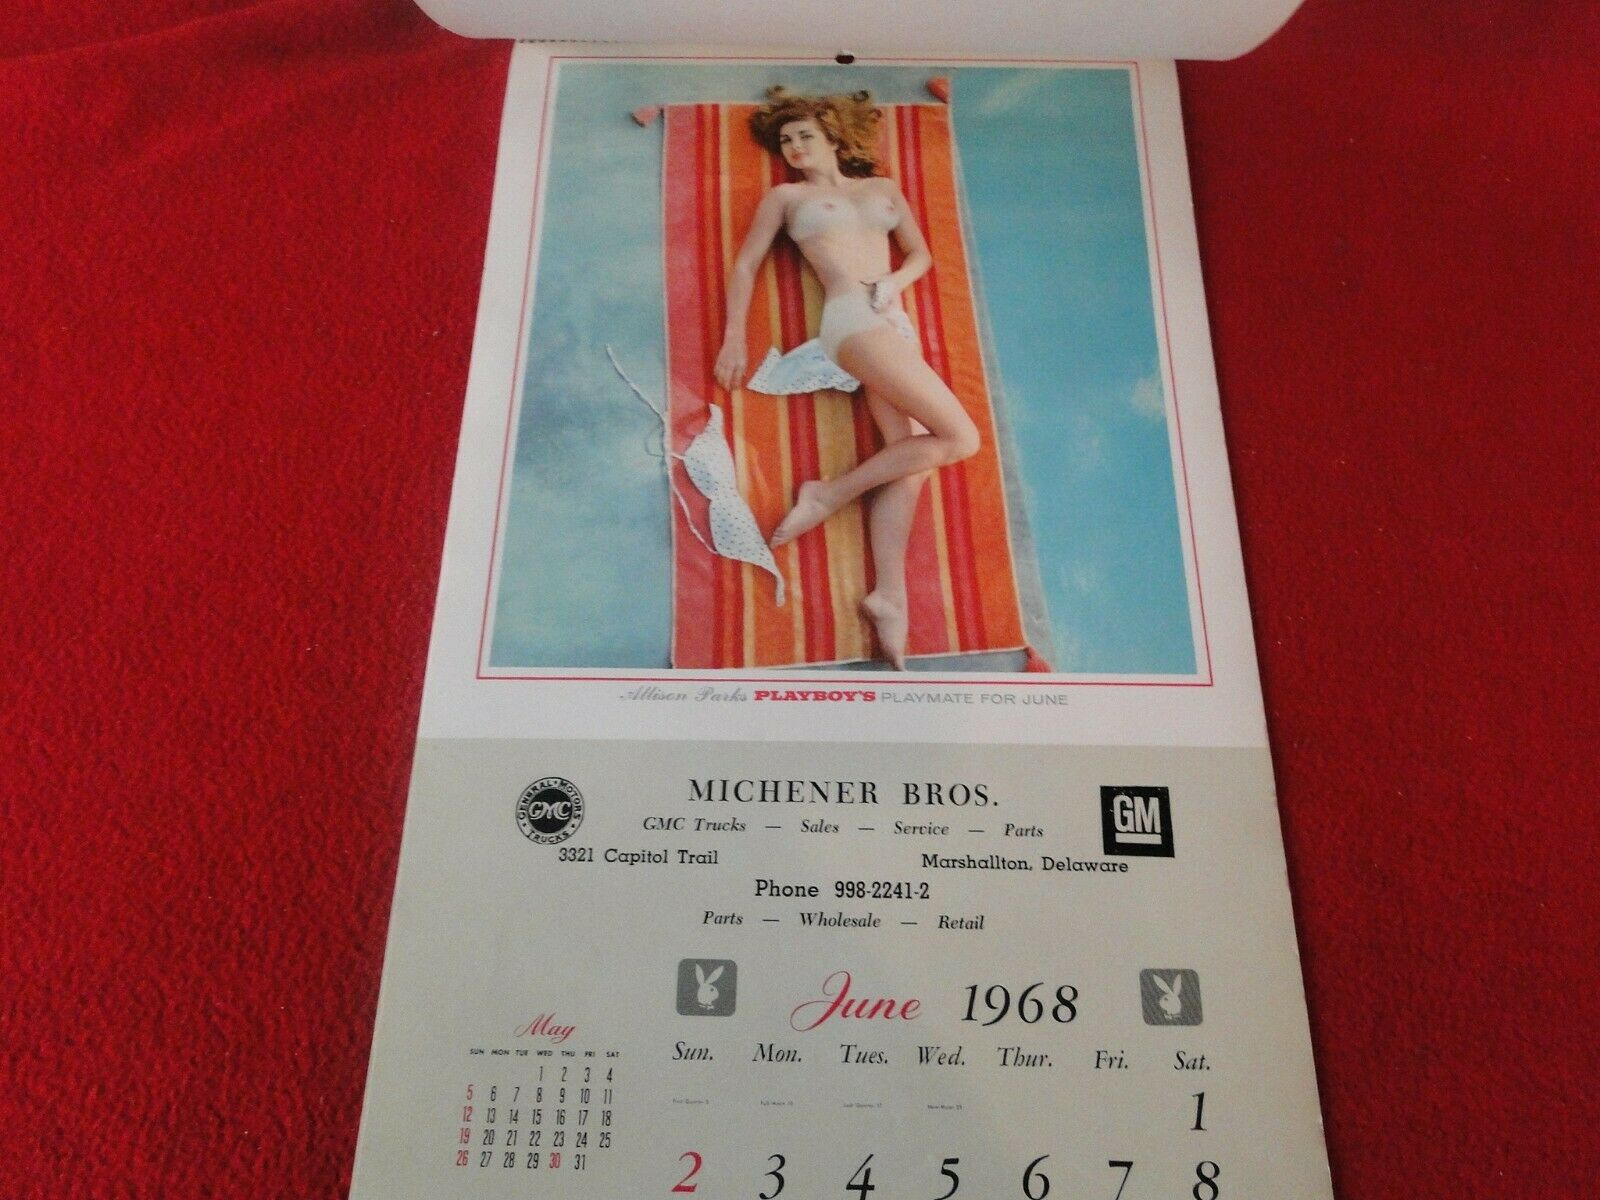 Allison Parks PLAYBOY'S PLAYMATE FOR JUNE
GENERAL MOTORS
GMC
TRUCKS
MICHENER BROS.
GM
GMC Trucks — Sales — Service — Parts
3321 Capitol Trail Marshallton, Delaware
Phone 998-2241-2
Parts — Wholesale — Retail
June 1968
May
SUN MON TUE WED THU FRI SAT
1 2 3 4
5 6 7 8 9 10 11
12 13 14 15 16 17 18
19 20 21 22 23 24 25
26 27 28 29 30 31
Sun. Mon. Tues. Wed. Thur. Fri. Sat.
1
2 3 4 5 6 7 8